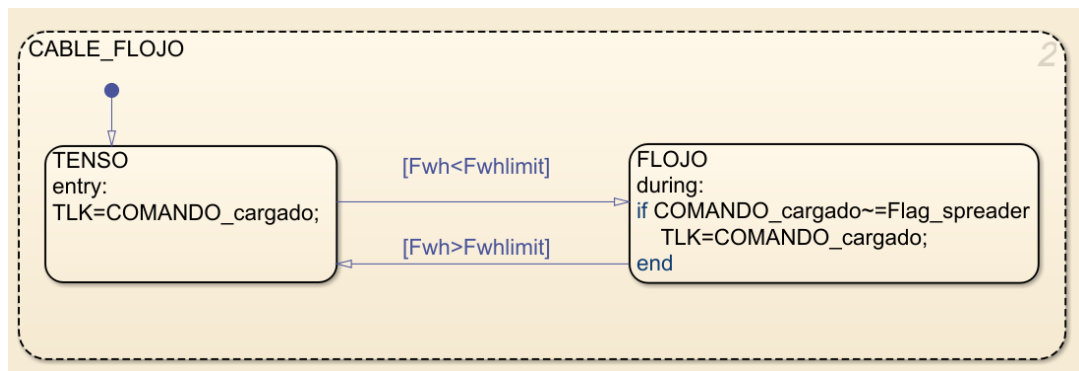 CABLE_FLOJO
2
TENSO
entry:
TLK=COMANDO_cargado;
[Fwh<Fwhlimit]
[Fwh>Fwhlimit]
FLOJO
during:
if COMANDO_cargado~=Flag_spreader
TLK=COMANDO_cargado;
end